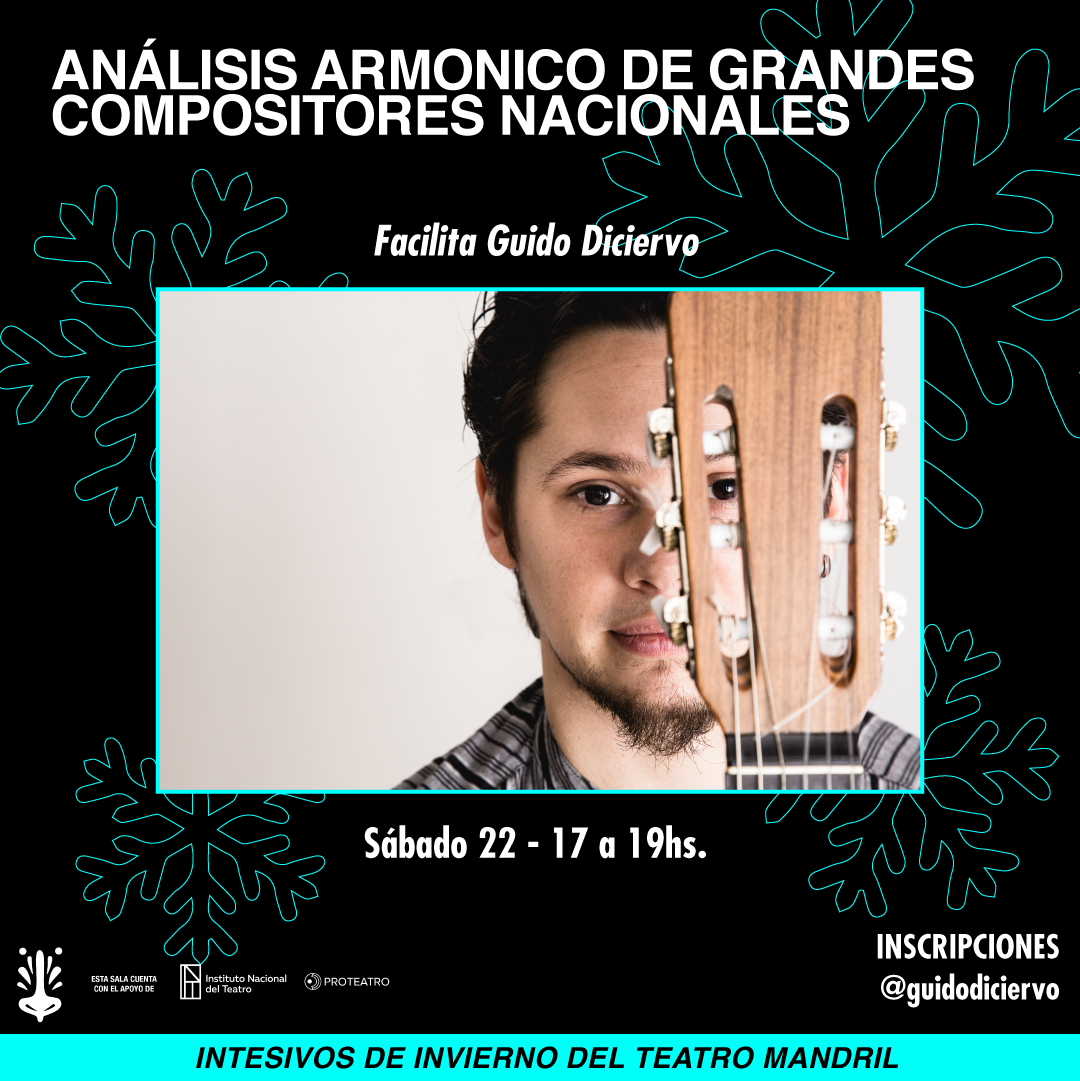 ANÁLISIS ARMONICO DE GRANDES
COMPOSITORES NACIONALES
Facilita Guido Diciervo
Sábado 22 - 17 a 19hs.
INSCRIPCIONES
@guidodiciervo
ESTA SALA CUENTA
CON EL APOYO DE
Instituto Nacional
del Teatro
PROTEATRO
INTESIVOS DE INVIERNO DEL TEATRO MANDRIL